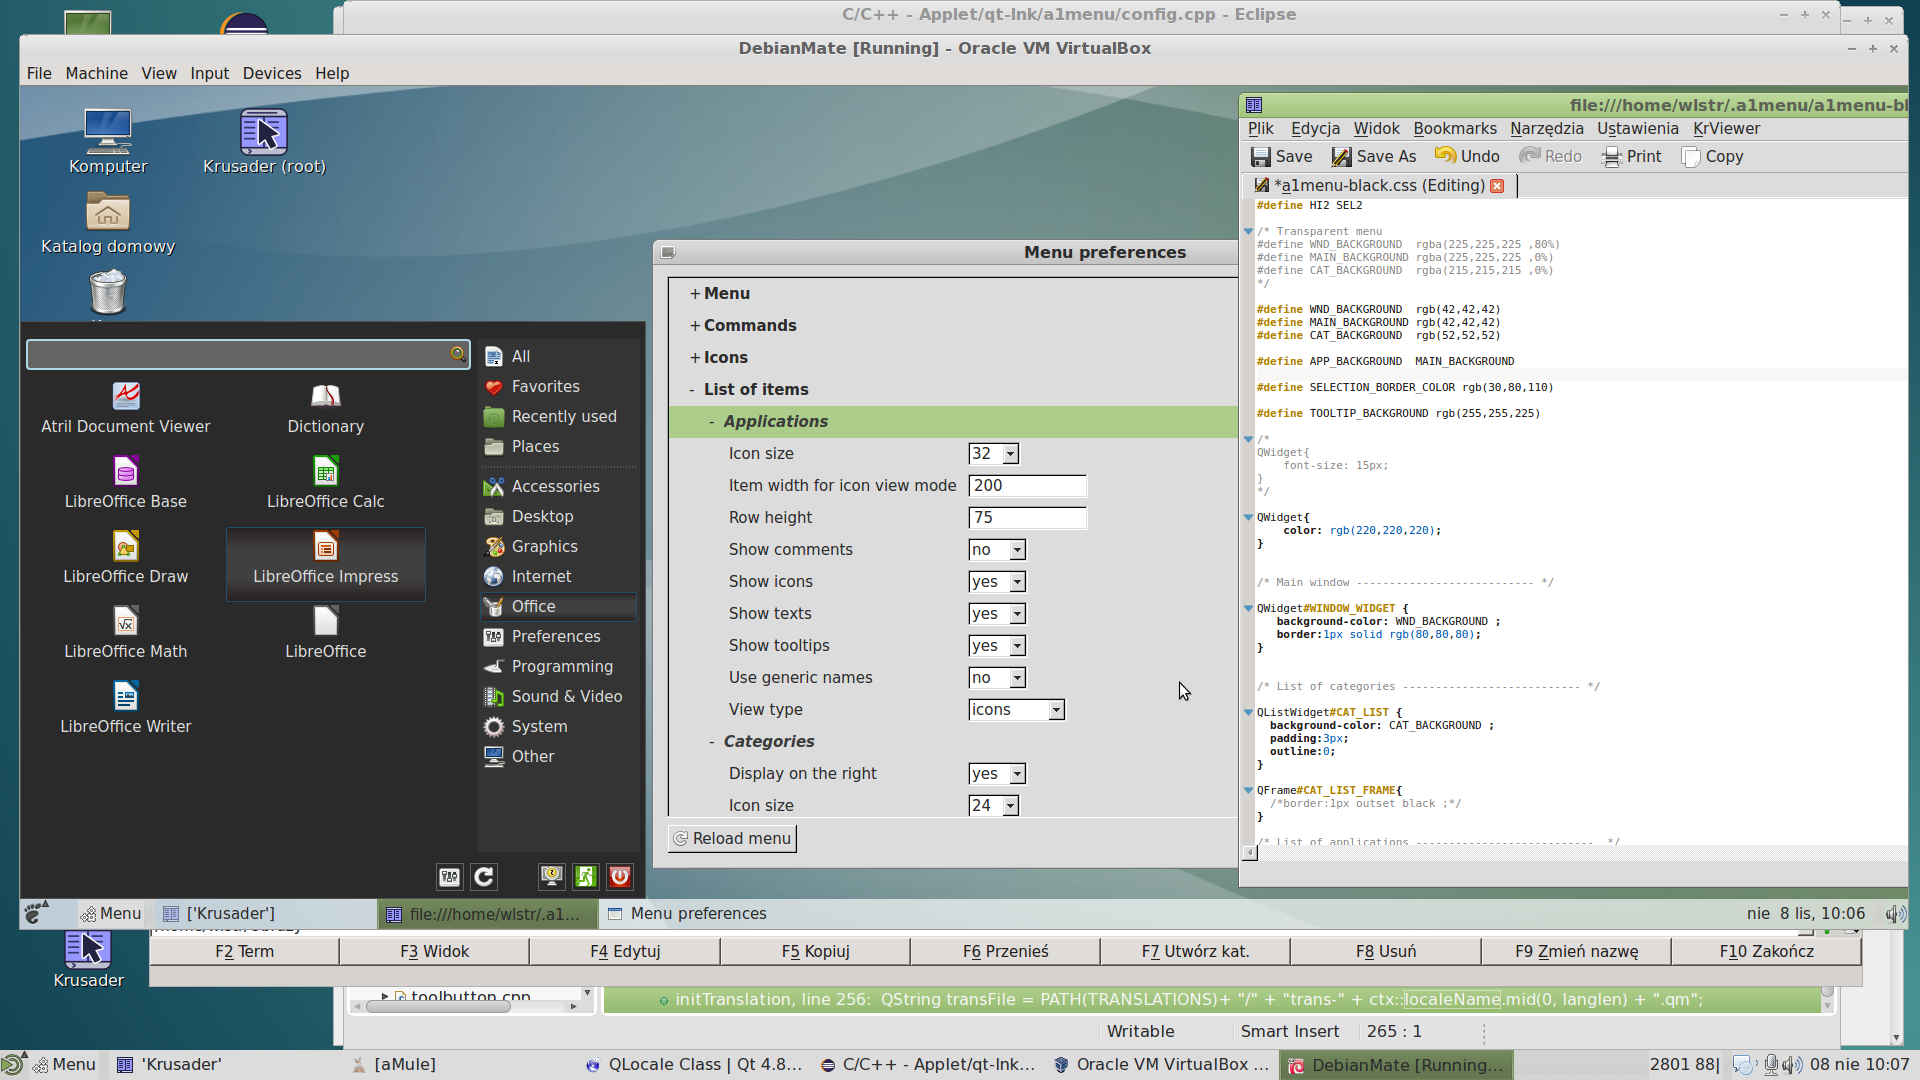 C/C++ - Applet/qt-lnk/a1menu/config.cpp - Eclipse
DebianMate [Running] - Oracle VM VirtualBox
File Machine View Input Devices Help
Komputer
Krusader (root)
Katalog domowy
All
Favorites
Recently used
Places
Accessories
Desktop
Graphics
Internet
Office
Preferences
Programming
Sound & Video
System
Other
Atril Document Viewer
Dictionary
LibreOffice Base
LibreOffice Calc
LibreOffice Draw
LibreOffice Impress
LibreOffice Math
LibreOffice
LibreOffice Writer
Menu preferences
+ Menu
+ Commands
+ Icons
- List of items
- Applications
Icon size 32
Item width for icon view mode 200
Row height 75
Show comments no
Show icons yes
Show texts yes
Show tooltips yes
Use generic names no
View type icons
- Categories
Display on the right yes
Icon size 24
Reload menu
file:///home/wlstr/.a1menu/a1menu-bl
Plik Edycja Widok Bookmarks Narzędzia Ustawienia KrViewer
Save Save As Undo Redo Print Copy
*a1menu-black.css (Editing)
#define HI2 SEL2
/* Transparent menu
#define WND_BACKGROUND rgba(225,225,225 ,80%)
#define MAIN_BACKGROUND rgba(225,225,225 ,0%)
#define CAT_BACKGROUND rgba(215,215,215 ,0%)
*/
#define WND_BACKGROUND rgb(42,42,42)
#define MAIN_BACKGROUND rgb(42,42,42)
#define CAT_BACKGROUND rgb(52,52,52)
#define APP_BACKGROUND MAIN_BACKGROUND
#define SELECTION_BORDER_COLOR rgb(30,80,110)
#define TOOLTIP_BACKGROUND rgb(255,255,225)
/*
QWidget{
font-size: 15px;
}
*/
QWidget{
color: rgb(220,220,220);
}
/* Main window --------------------------- */
QWidget#WINDOW_WIDGET {
background-color: WND_BACKGROUND ;
border:1px solid rgb(80,80,80);
}
/* List of categories --------------------------- */
QListWidget#CAT_LIST {
background-color: CAT_BACKGROUND ;
padding:3px;
outline:0;
}
QFrame#CAT_LIST_FRAME{
/*border:1px outset black ;*/
}
/* List of applications --------------------------- */
Menu ['Krusader'] file:///home/wlstr/.a1... Menu preferences nie 8 lis, 10:06
Krusader
F2 Term F3 Widok F4 Edytuj F5 Kopiuj F6 Przenieś F7 Utwórz kat. F8 Usuń F9 Zmień nazwę F10 Zakończ
toolbutton.cpp
initTranslation, line 256: QString transFile = PATH(TRANSLATIONS)+ "/" + "trans-" + ctx::localeName.mid(0, langlen) + ".qm";
Writable Smart Insert 265 : 1
Menu 'Krusader' [aMule] QLocale Class | Qt 4.8... C/C++ - Applet/qt-lnk... Oracle VM VirtualBox ... DebianMate [Running... 2801 88| 08 nie 10:07